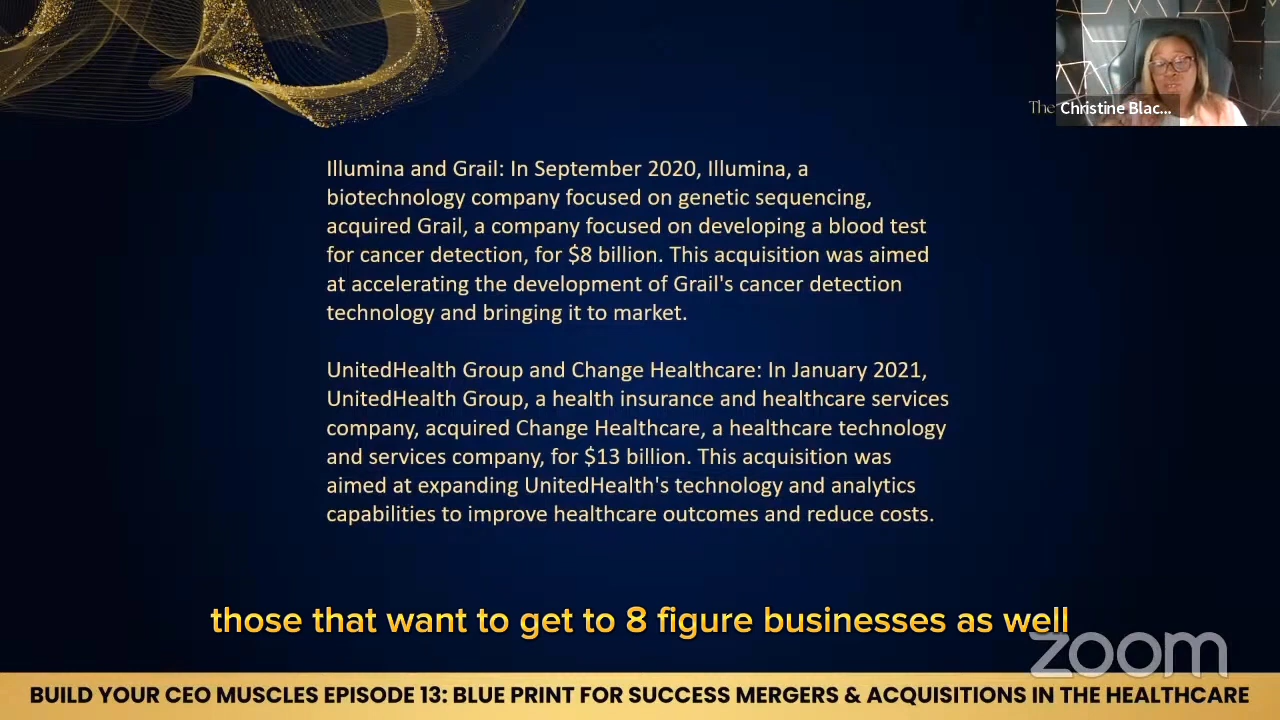 The
Christine Blac...
Illumina and Grail: In September 2020, Illumina, a
biotechnology company focused on genetic sequencing,
acquired Grail, a company focused on developing a blood test
for cancer detection, for $8 billion. This acquisition was aimed
at accelerating the development of Grail's cancer detection
technology and bringing it to market.
UnitedHealth Group and Change Healthcare: In January 2021,
UnitedHealth Group, a health insurance and healthcare services
company, acquired Change Healthcare, a healthcare technology
and services company, for $13 billion. This acquisition was
aimed at expanding UnitedHealth's technology and analytics
capabilities to improve healthcare outcomes and reduce costs.
those that want to get to 8 figure businesses as well
zoom
BUILD YOUR CEO MUSCLES EPISODE 13: BLUE PRINT FOR SUCCESS MERGERS & ACQUISITIONS IN THE HEALTHCARE